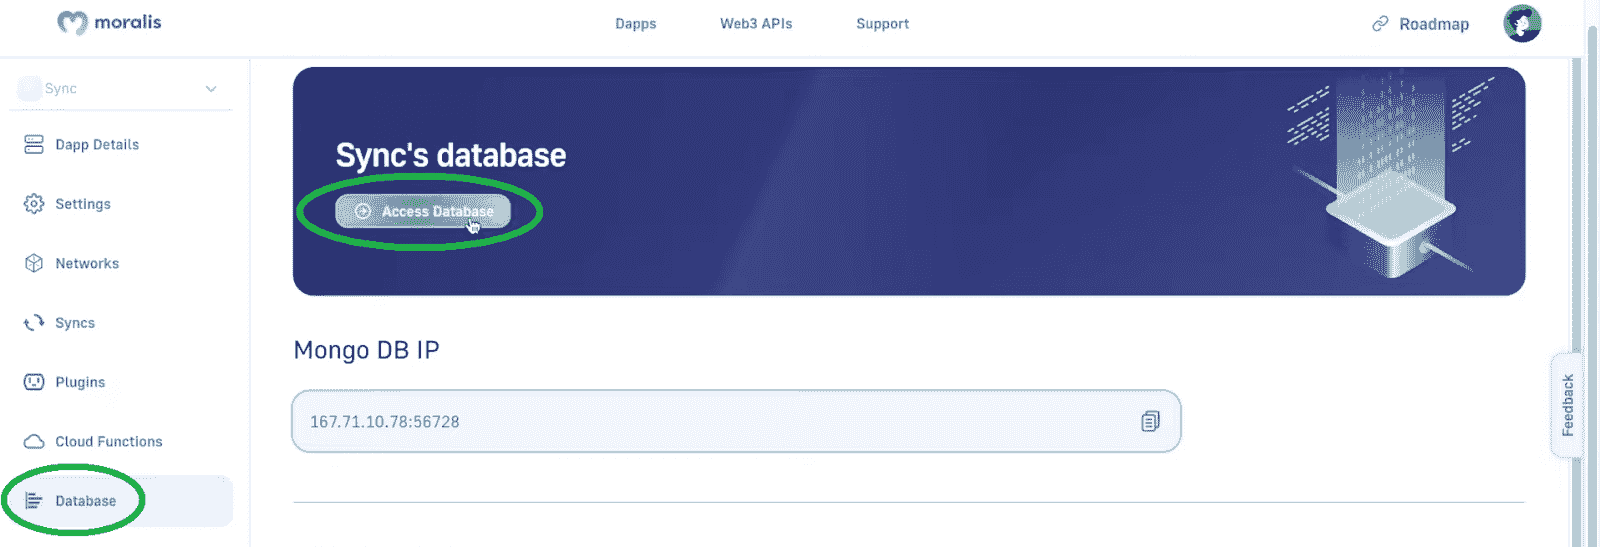 moralis
Dapps
Web3 APIs
Support
Roadmap
Sync
Dapp Details
Settings
Networks
Syncs
Plugins
Cloud Functions
Database
Sync's database
Access Database
Mongo DB IP
167.71.10.78:56728
Feedback